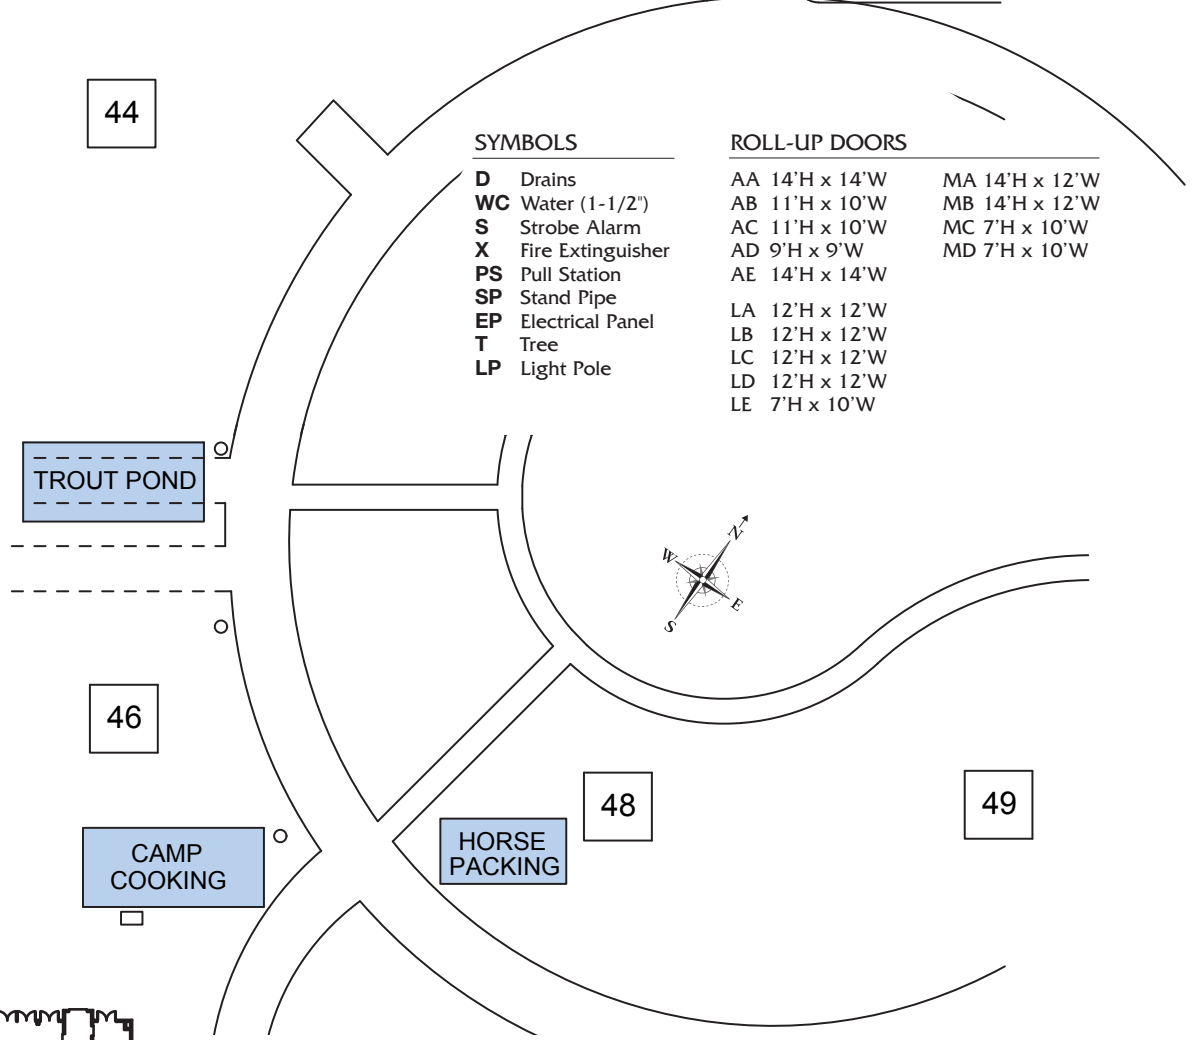 44
SYMBOLS
D Drains
WC Water (1-1/2")
S Strobe Alarm
X Fire Extinguisher
PS Pull Station
SP Stand Pipe
EP Electrical Panel
T Tree
LP Light Pole
ROLL-UP DOORS
AA 14'H x 14'W
AB 11'H x 10'W
AC 11'H x 10'W
AD 9'H x 9'W
AE 14'H x 14'W
LA 12'H x 12'W
LB 12'H x 12'W
LC 12'H x 12'W
LD 12'H x 12'W
LE 7'H x 10'W
MA 14'H x 12'W
MB 14'H x 12'W
MC 7'H x 10'W
MD 7'H x 10'W
TROUT POND
N
W
E
S
46
48
49
CAMP
COOKING
HORSE
PACKING